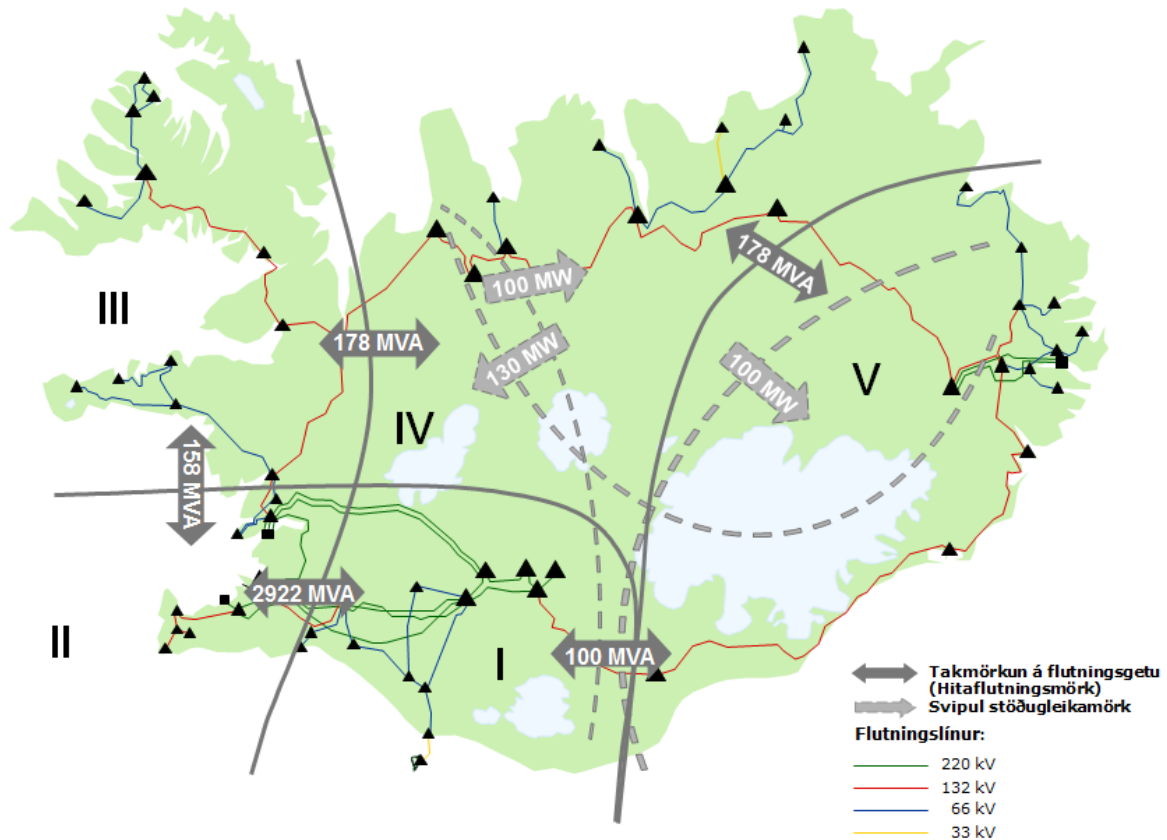 III
178 MVA
100 MW
130 MW
178 MVA
100 MW
V
IV
158 MVA
2922 MVA
II
I
100 MVA
Takmörkun á flutningsgetu
(Hitaflutningsmörk)
Svipul stöðugleikamörk
Flutningslínur:
220 kV
132 kV
66 kV
33 kV